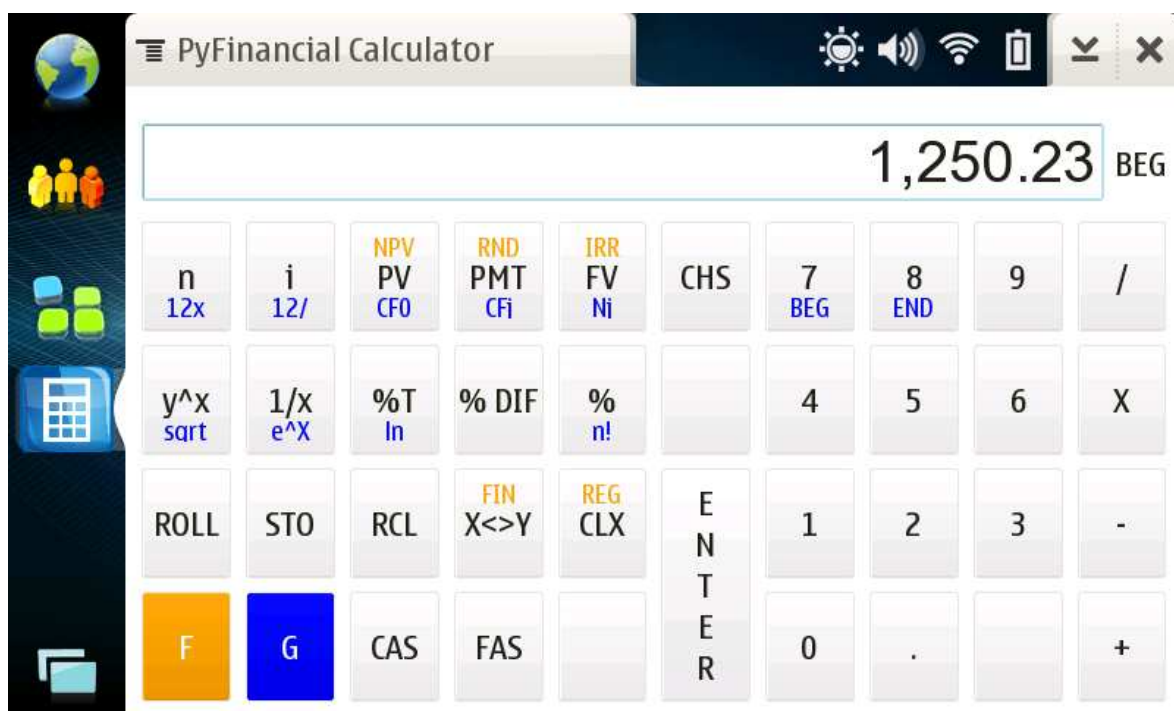 PyFinancial Calculator
1,250.23 BEG
NPV RND IRR
n i PV PMT FV CHS 7 8 9 /
12x 12/ CF0 CFi Ni BEG END
y^x 1/x %T % DIF % 4 5 6 X
sqrt e^X ln n!
FIN REG
ROLL STO RCL X<>Y CLX ENTER 1 2 3 -
F G CAS FAS 0 . +